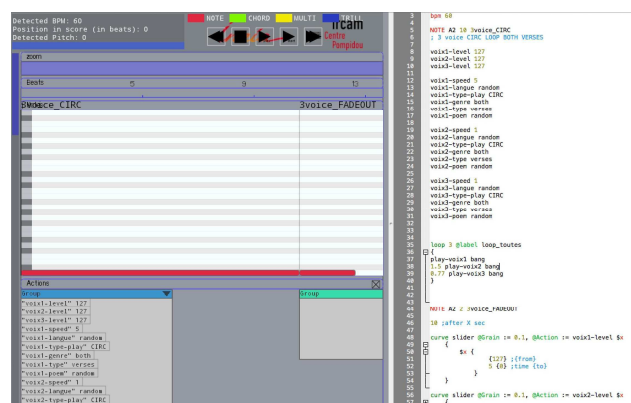 Detected BPM: 60
Position in score (in beats): 0
Detected Pitch: 0
NOTE CHORD MULTI TRILL
ircam
Centre
Pompidou
zoom
Beats 5 9 13
3voice_CIRC 3voice_FADEOUT
Actions
Group
"voix1-level" 127
"voix2-level" 127
"voix3-level" 127
"voix1-speed" 5
"voix1-langue" random
"voix1-type-play" CIRC
"voix1-genre" both
"voix1-type" verses
"voix1-poem" random
"voix2-speed" 1
"voix2-langue" random
"voix2-type-play" CIRC
Group
3 bpm 60
4
5 NOTE A2 10 3voice_CIRC
6 ; 3 voice CIRC LOOP BOTH VERSES
7
8 voix1-level 127
9 voix2-level 127
10 voix3-level 127
11
12 voix1-speed 5
13 voix1-langue random
14 voix1-type-play CIRC
15 voix1-genre both
16 voix1-type verses
17 voix1-poem random
18
19 voix2-speed 1
20 voix2-langue random
21 voix2-type-play CIRC
22 voix2-genre both
23 voix2-type verses
24 voix2-poem random
25
26 voix3-speed 1
27 voix3-langue random
28 voix3-type-play CIRC
29 voix3-genre both
30 voix3-type verses
31 voix3-poem random
32
33
34
35 loop 3 @label loop_toutes
36 {
37 play-voix1 bang
38 1.5 play-voix2 bang
39 0.77 play-voix3 bang
40 }
41
42
43
44 NOTE A2 2 3voice_FADEOUT
45
46 10 ;after X sec
47
48 curve slider @Grain := 0.1, @Action := voix1-level $x
49 {
50 $x {
51 {127} ;{from}
52 5 {0} ;time {to}
53 }
54 }
55
56 curve slider @Grain := 0.1, @Action := voix2-level $x
57 {